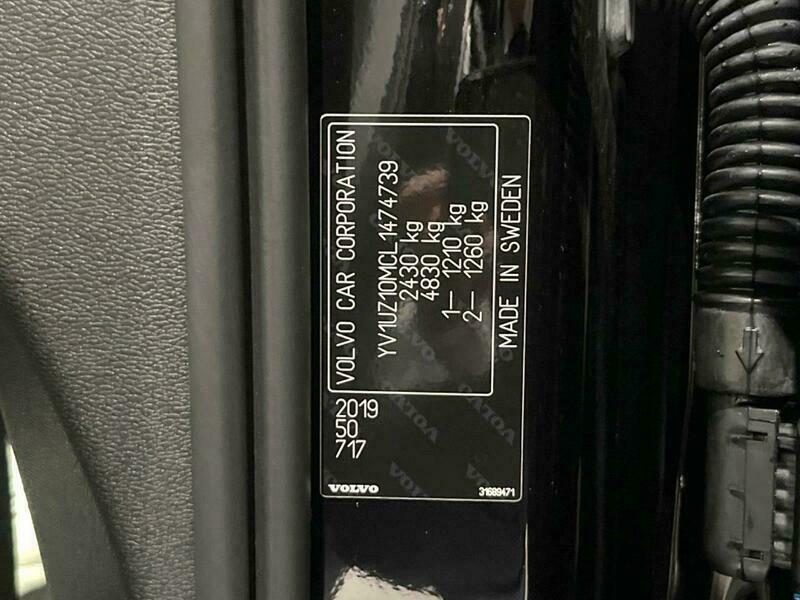 VOLVO CAR CORPORATION
YV1UZ10MCL1474739
2430 kg
4830 kg
1– 1210 kg
2– 1260 kg
MADE IN SWEDEN
2019
50
717
VOLVO
31689471